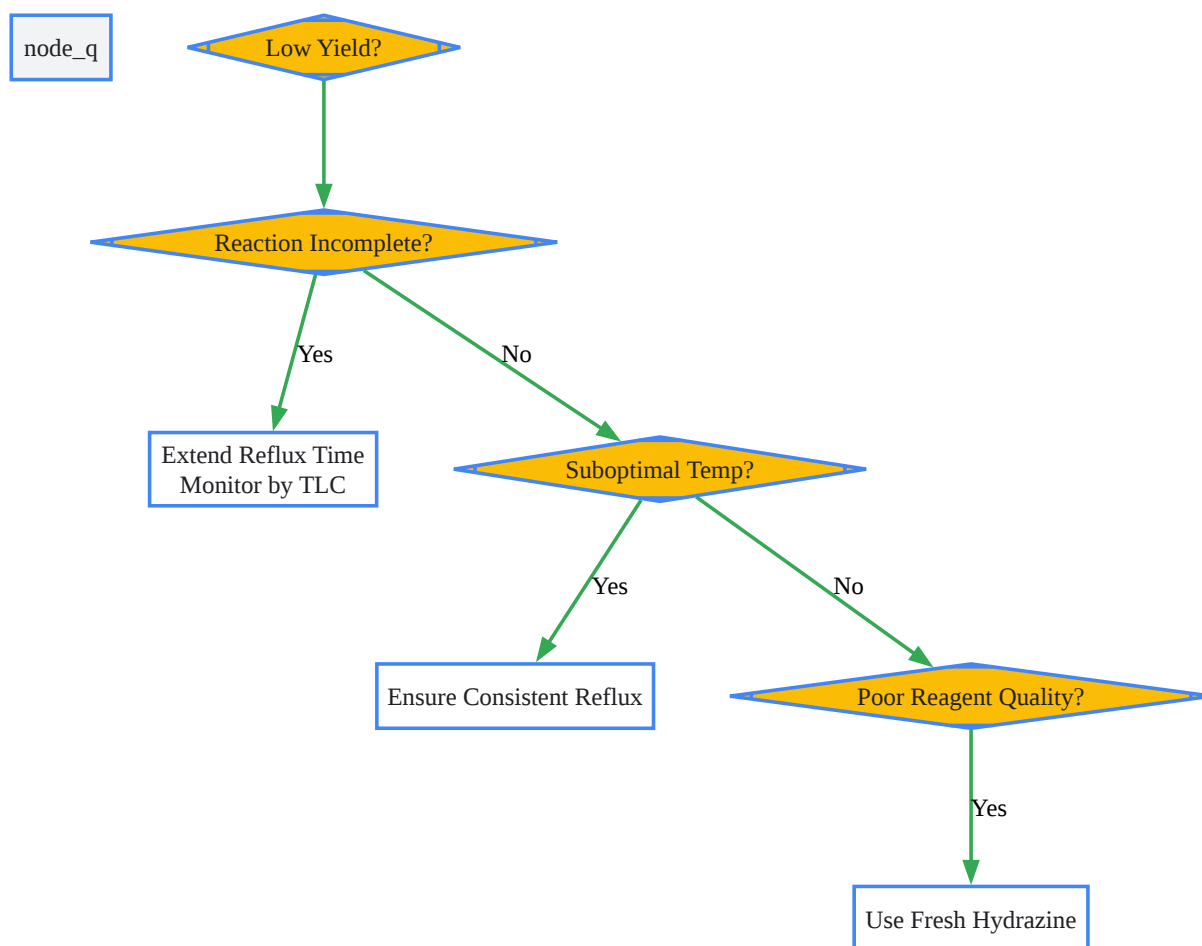 node_q
Low Yield?
Reaction Incomplete?
Yes
No
Extend Reflux Time
Monitor by TLC
Suboptimal Temp?
Yes
No
Ensure Consistent Reflux
Poor Reagent Quality?
Yes
Use Fresh Hydrazine